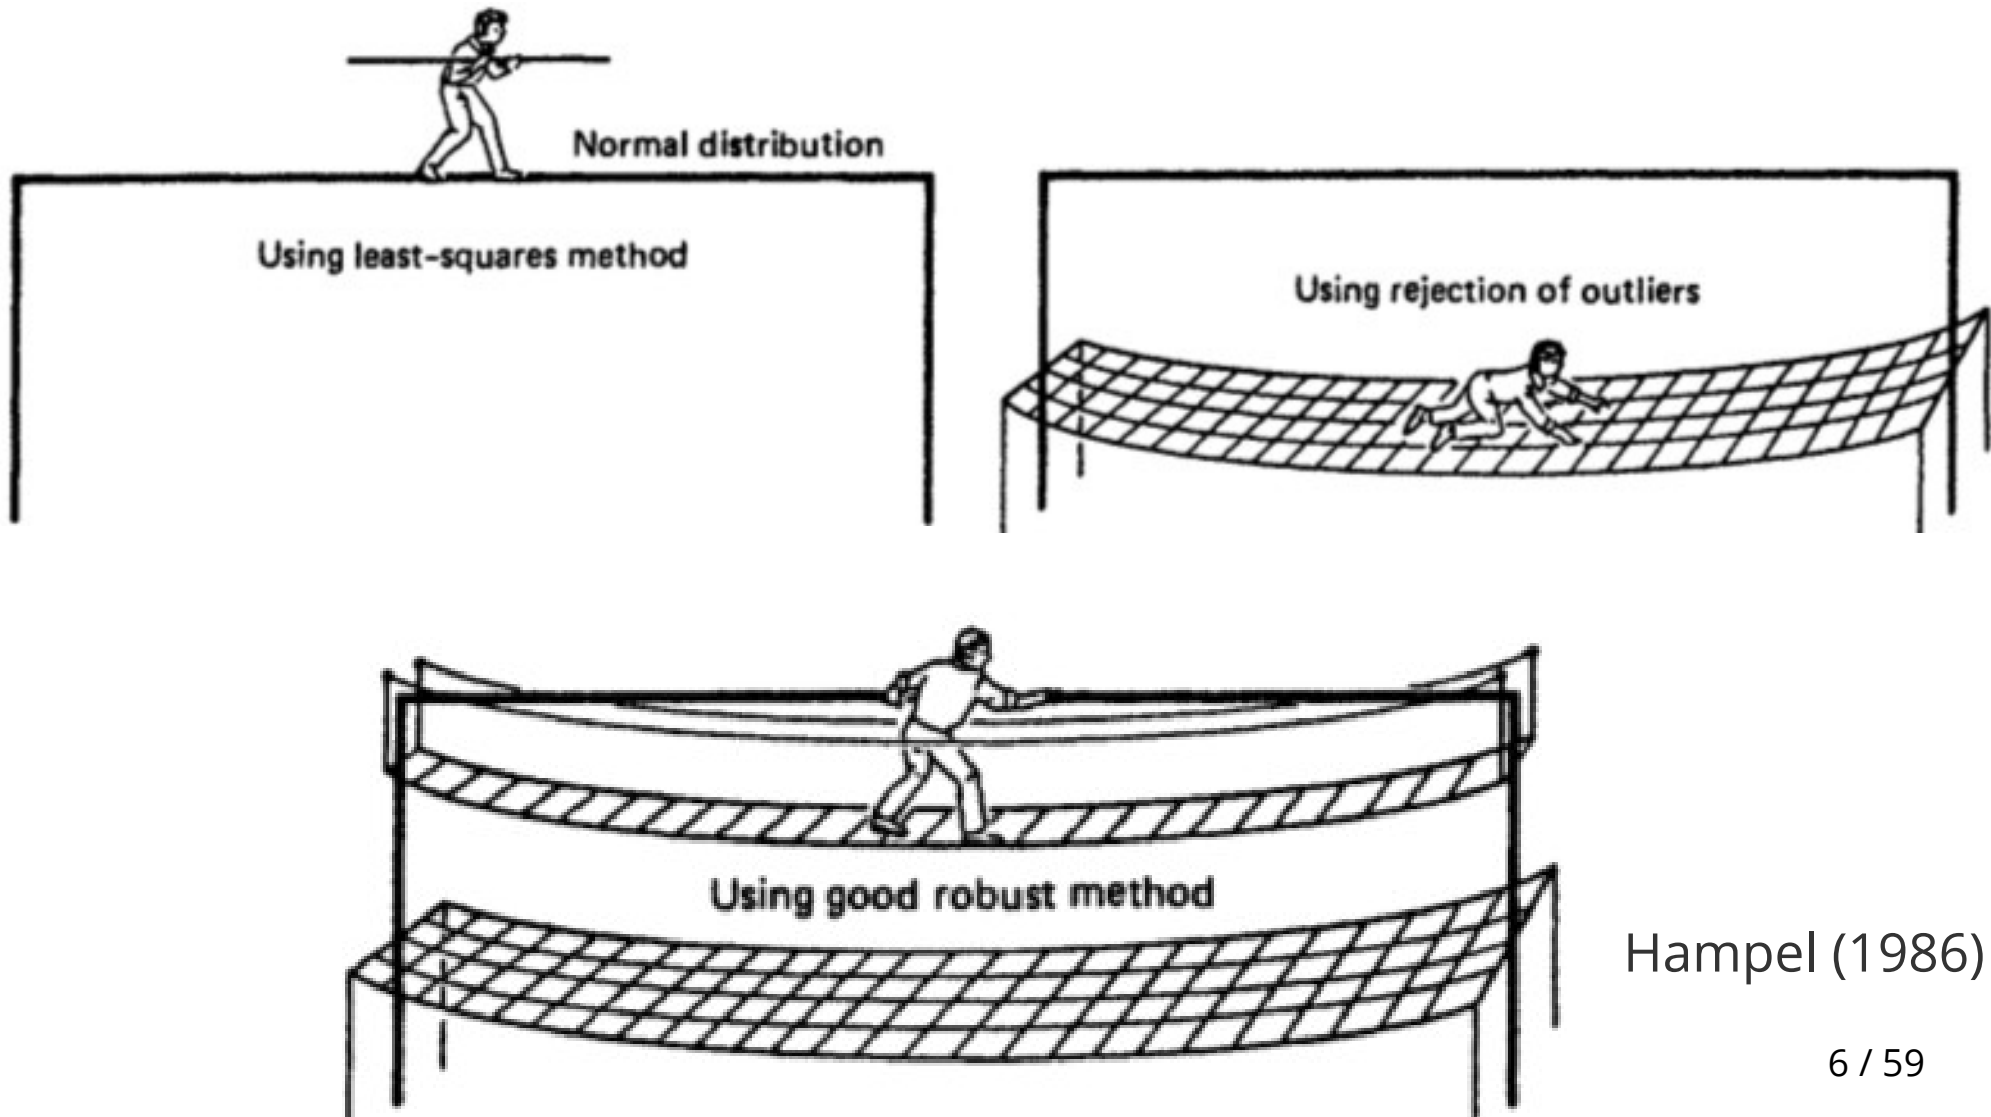 Normal distribution
Using least-squares method
Using rejection of outliers
Using good robust method
Hampel (1986)
6 / 59